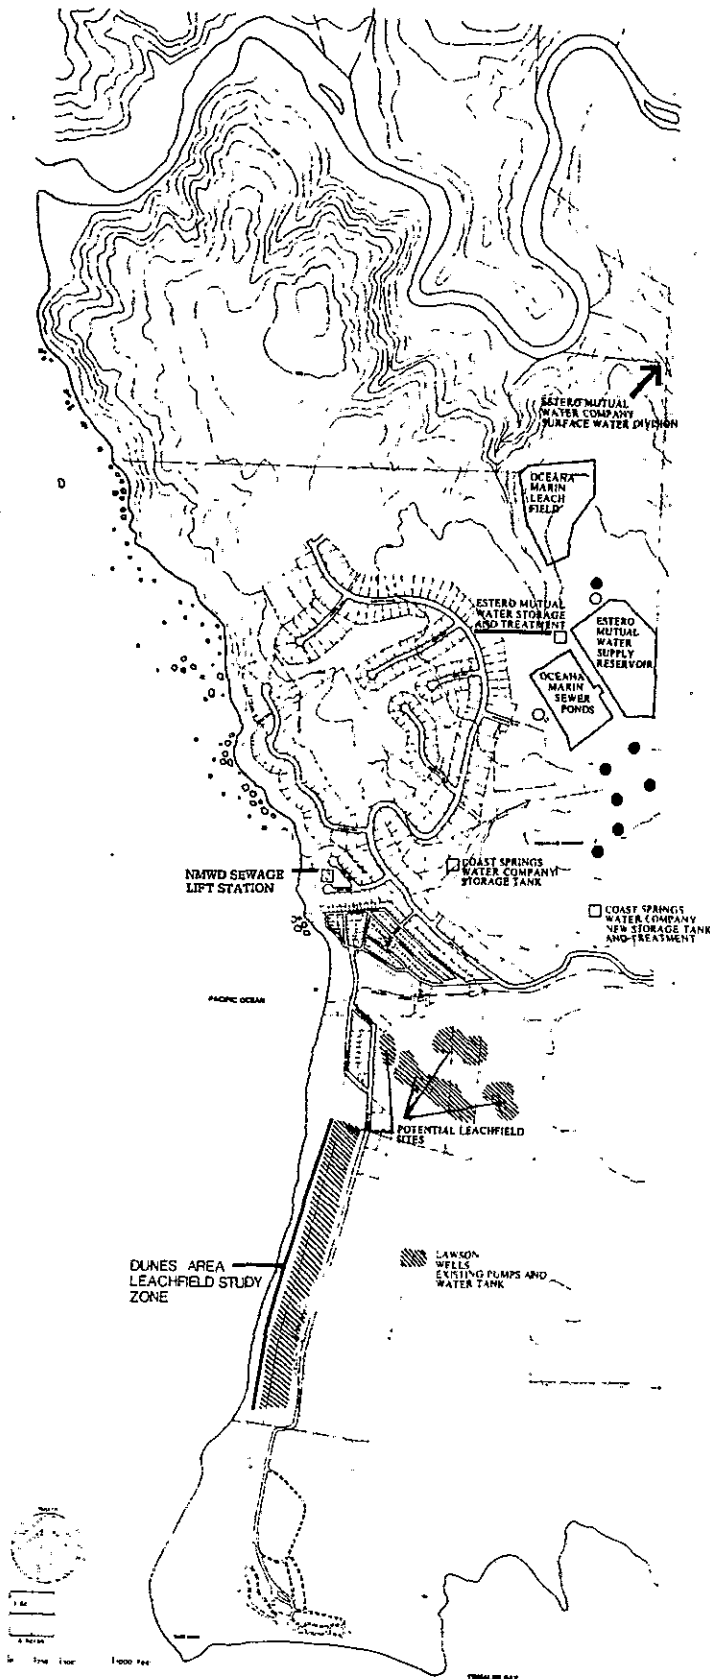 ESTERO MUTUAL
WATER COMPANY
SURFACE WATER DIVISION
OCEANA
MARIN
LEACH
FIELD
ESTERO MUTUAL
WATER STORAGE
AND TREATMENT
ESTERO
MUTUAL
WATER
SUPPLY
RESERVOIR
OCEANA
MARIN
SEWER
PONDS
NMWD SEWAGE
LIFT STATION
COAST SPRINGS
WATER COMPANY
STORAGE TANK
COAST SPRINGS
WATER COMPANY
NEW STORAGE TANK
AND TREATMENT
PACIFIC OCEAN
POTENTIAL LEACHFIELD
SITES
DUNES AREA
LEACHFIELD STUDY
ZONE
LAWSON
WELLS
EXISTING PUMPS AND
WATER TANK
TOMALES BAY